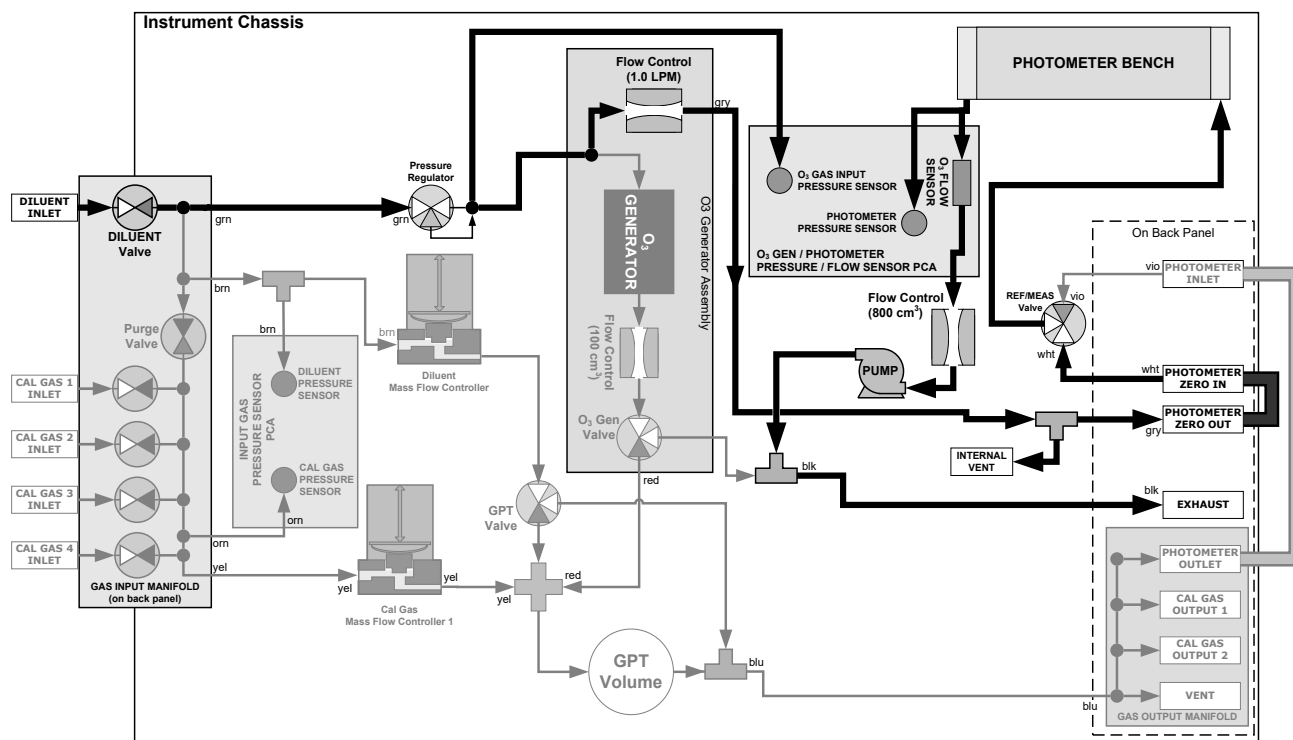 Instrument Chassis
Flow Control
(1.0 LPM)
gry
PHOTOMETER BENCH
O3 FLOW
SENSOR
O3 GAS INPUT
PRESSURE SENSOR
PHOTOMETER
PRESSURE SENSOR
O3 GEN / PHOTOMETER
PRESSURE / FLOW SENSOR PCA
Pressure
Regulator
grn
DILUENT
INLET
grn
DILUENT
Valve
O3
GENERATOR
O3 Generator Assembly
On Back Panel
vio
PHOTOMETER
INLET
REF/MEAS
Valve
vio
wht
wht
PHOTOMETER
ZERO IN
PHOTOMETER
ZERO OUT
gry
Flow Control
(800 cm3)
PUMP
INTERNAL
VENT
brn
brn
brn
Purge
Valve
Diluent
Mass Flow Controller
Flow Control
(100 cm3)
CAL GAS 1
INLET
CAL GAS 2
INLET
CAL GAS 3
INLET
CAL GAS 4
INLET
INPUT GAS
PRESSURE SENSOR
PCA
DILUENT
PRESSURE
SENSOR
CAL GAS
PRESSURE
SENSOR
orn
orn
O3 Gen
Valve
red
blk
blk
EXHAUST
GPT
Valve
yel
yel
yel
yel
red
GAS INPUT MANIFOLD
(on back panel)
Cal Gas
Mass Flow Controller 1
GPT
Volume
blu
blu
PHOTOMETER
OUTLET
CAL GAS
OUTPUT 1
CAL GAS
OUTPUT 2
VENT
GAS OUTPUT MANIFOLD